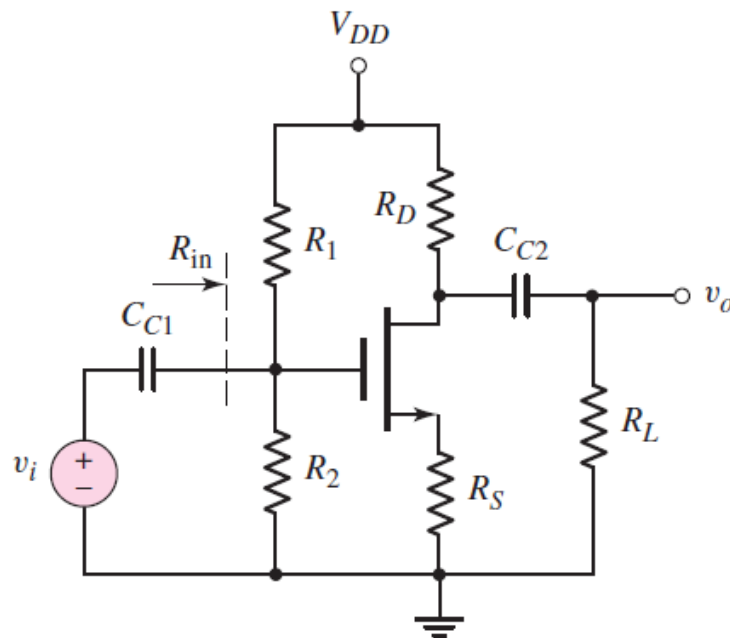 V_DD
R_D
R_1
C_C2
R_in
v_o
C_C1
R_L
v_i
+
−
R_2
R_S